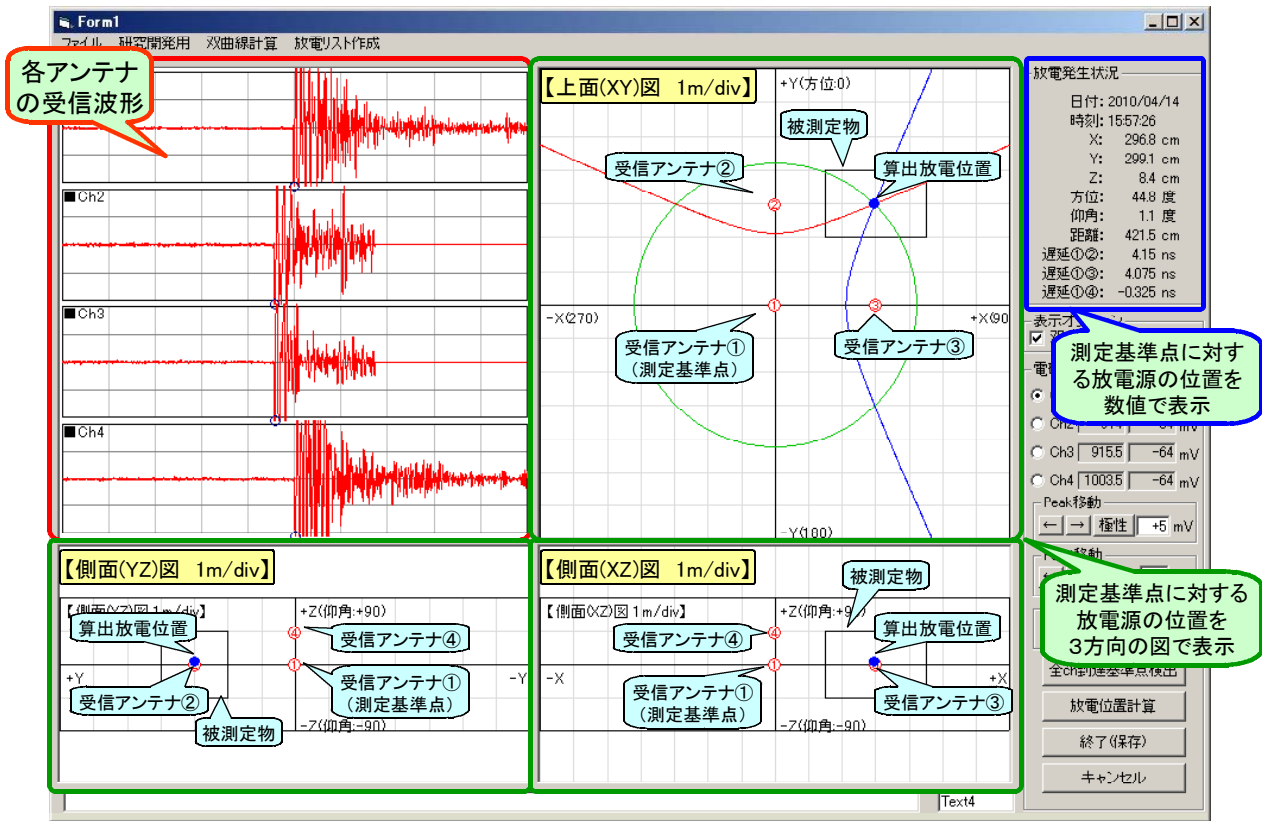 Form1
ファイル 研究開発用 双曲線計算 放電リスト作成
各アンテナ
の受信波形
■Ch2
■Ch3
■Ch4
【上面(XY)図 1m/div】
+Y(方位:0)
被測定物
受信アンテナ②
算出放電位置
②
①
③
-X(270)
+X(90
受信アンテナ①
(測定基準点)
受信アンテナ③
-Y(100)
放電発生状況
日付: 2010/04/14
時刻: 15:57:26
X: 296.8 cm
Y: 299.1 cm
Z: 8.4 cm
方位: 44.8 度
仰角: 1.1 度
距離: 421.5 cm
遅延①②: 4.15 ns
遅延①③: 4.075 ns
遅延①④: -0.325 ns
測定基準点に対す
る放電源の位置を
数値で表示
mV
Ch3 915.5 -64 mV
Ch4 1003.5 -64 mV
Peak移動
← → 極性 +5 mV
測定基準点に対する
放電源の位置を
3方向の図で表示
放電位置計算
終了(保存)
キャンセル
【側面(YZ)図 1m/div】
【側面(YZ)図 1m/div】
+Z(仰角:+90)
算出放電位置
④
受信アンテナ④
①
+Y
-Y
受信アンテナ①
(測定基準点)
受信アンテナ②
被測定物
-Z(仰角:-90)
【側面(XZ)図 1m/div】
被測定物
【側面(XZ)図 1m/div】
+Z(仰角:+90)
④
受信アンテナ④
算出放電位置
①
-X
+X
受信アンテナ①
(測定基準点)
受信アンテナ③
-Z(仰角:-90)
Text4